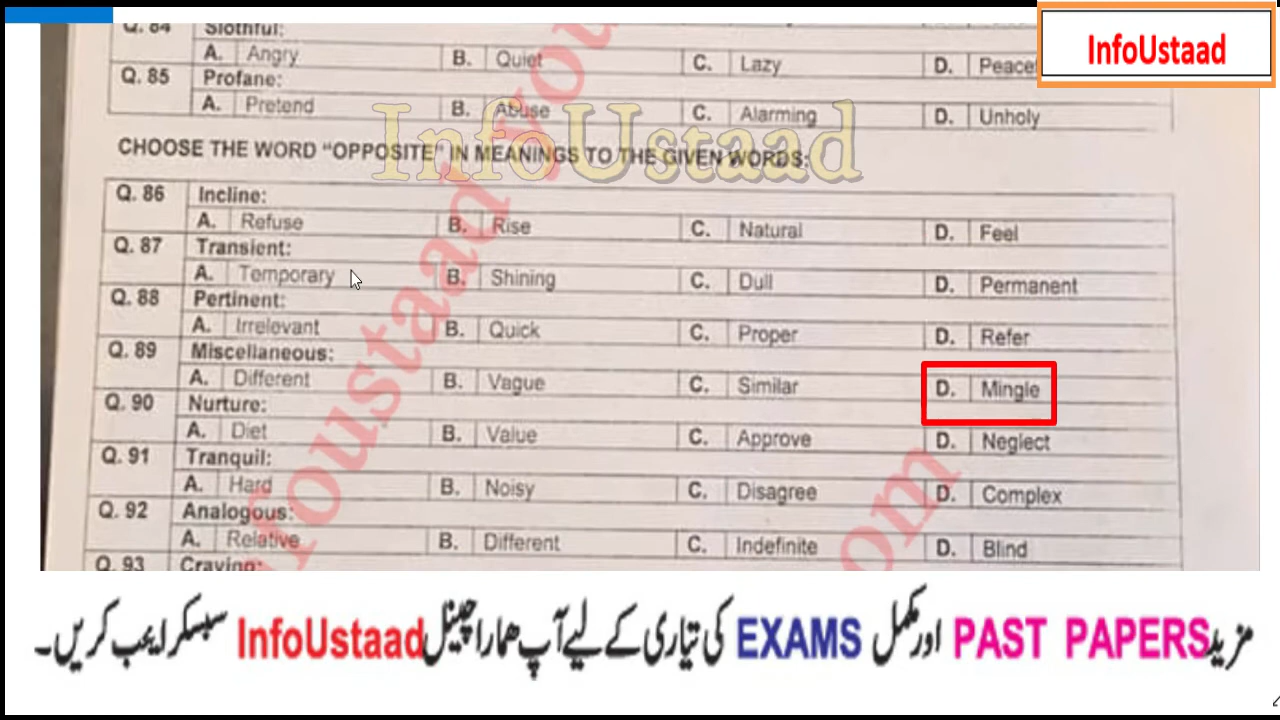 InfoUstaad
Q. 84 Slothful:
A. Angry B. Quiet C. Lazy D.
Q. 85 Profane:
A. Pretend B. Abuse C. Alarming D. Unholy
InfoUstaad
CHOOSE THE WORD "OPPOSITE" IN MEANINGS TO THE GIVEN WORDS:
Q. 86 Incline:
A. Refuse B. Rise C. Natural D. Feel
Q. 87 Transient:
A. Temporary B. Shining C. Dull D. Permanent
Q. 88 Pertinent:
A. Irrelevant B. Quick C. Proper D. Refer
Q. 89 Miscellaneous:
A. Different B. Vague C. Similar D. Mingle
Q. 90 Nurture:
A. Diet B. Value C. Approve D. Neglect
Q. 91 Tranquil:
A. Hard B. Noisy C. Disagree D. Complex
Q. 92 Analogous:
A. Relative B. Different C. Indefinite D. Blind
Q. 93 Craving:
مزید PAST PAPERS اور مکمل EXAMS کی تیاری کے لیے آپ ہمارا چینل InfoUstaad سبسکرایئب کریں۔